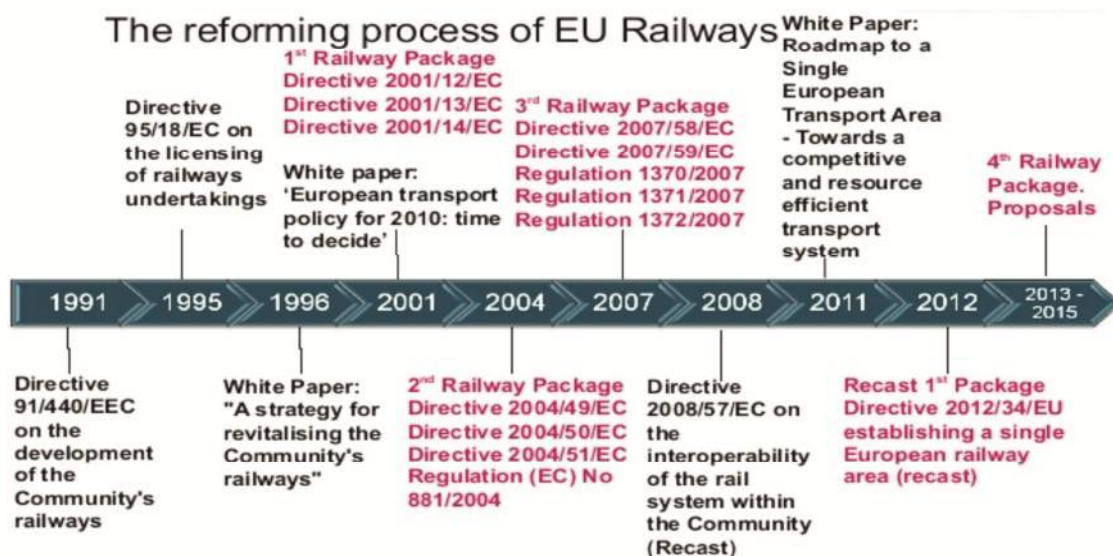 The reforming process of EU Railways
Directive
95/18/EC on
the licensing
of railways
undertakings
1st Railway Package
Directive 2001/12/EC
Directive 2001/13/EC
Directive 2001/14/EC
White paper:
‘European transport
policy for 2010: time
to decide’
3rd Railway Package
Directive 2007/58/EC
Directive 2007/59/EC
Regulation 1370/2007
Regulation 1371/2007
Regulation 1372/2007
White Paper:
Roadmap to a
Single
European
Transport Area
- Towards a
competitive
and resource
efficient
transport
system
4th Railway
Package.
Proposals
1991
1995
1996
2001
2004
2007
2008
2011
2012
2013 -
2015
Directive
91/440/EEC
on the
development
of the
Community's
railways
White Paper:
"A strategy for
revitalising the
Community's
railways"
2nd Railway Package
Directive 2004/49/EC
Directive 2004/50/EC
Directive 2004/51/EC
Regulation (EC) No
881/2004
Directive
2008/57/EC on
the
interoperability
of the rail
system within
the Community
(Recast)
Recast 1st Package
Directive 2012/34/EU
establishing a single
European railway
area (recast)